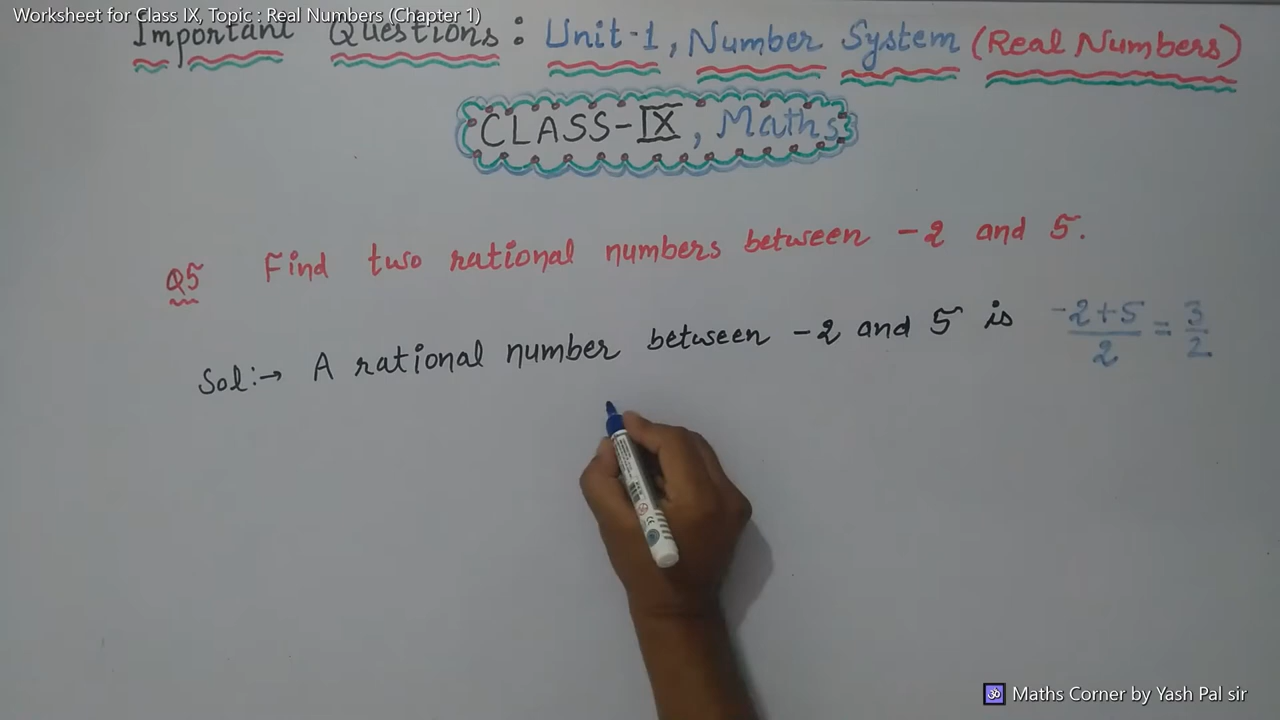 Worksheet for Class IX, Topic : Real Numbers (Chapter 1)
Important Questions : Unit-1, Number System (Real Numbers)
CLASS-IX, Maths
Q5 Find two rational numbers between -2 and 5.
Sol:→ A rational number between -2 and 5 is -2+5/2 = 3/2
Maths Corner by Yash Pal sir